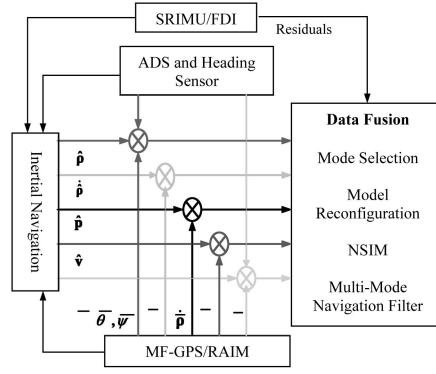 SRIMU/FDI
Residuals
ADS and Heading
Sensor
Inertial Navigation
Data Fusion
Mode Selection
Model
Reconfiguration
NSIM
Multi-Mode
Navigation Filter
ρ̂
ρ̂̇
p̂
v̂
− θ̄ , ψ̄ − ρ̄̇ − −
MF-GPS/RAIM